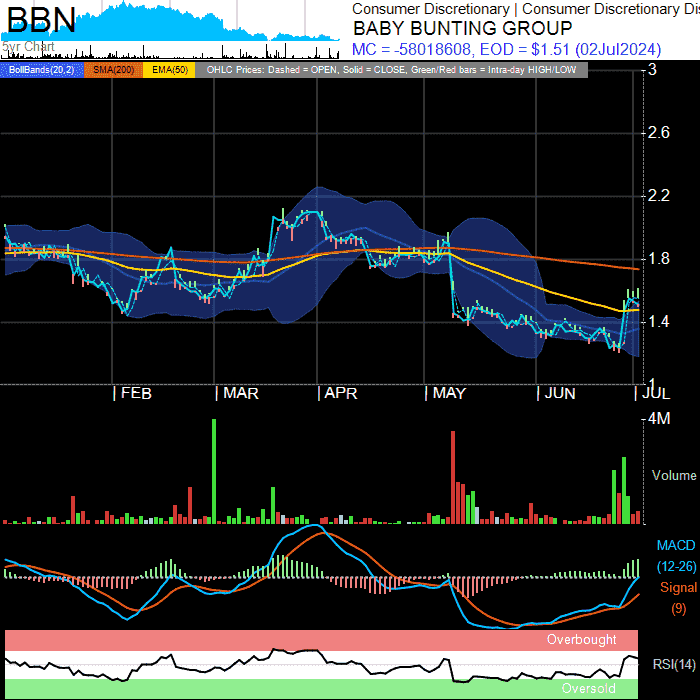 BBN
5yr Chart
Consumer Discretionary | Consumer Discretionary Dis
BABY BUNTING GROUP
MC = -58018608, EOD = $1.51 (02Jul2024)
BollBands(20,2) SMA(200) EMA(50) OHLC Prices: Dashed = OPEN, Solid = CLOSE, Green/Red bars = Intra-day HIGH/LOW
3
2.6
2.2
1.8
1.4
1
FEB MAR APR MAY JUN JUL
4M
Volume
MACD
(12-26)
Signal
(9)
Overbought
RSI(14)
Oversold